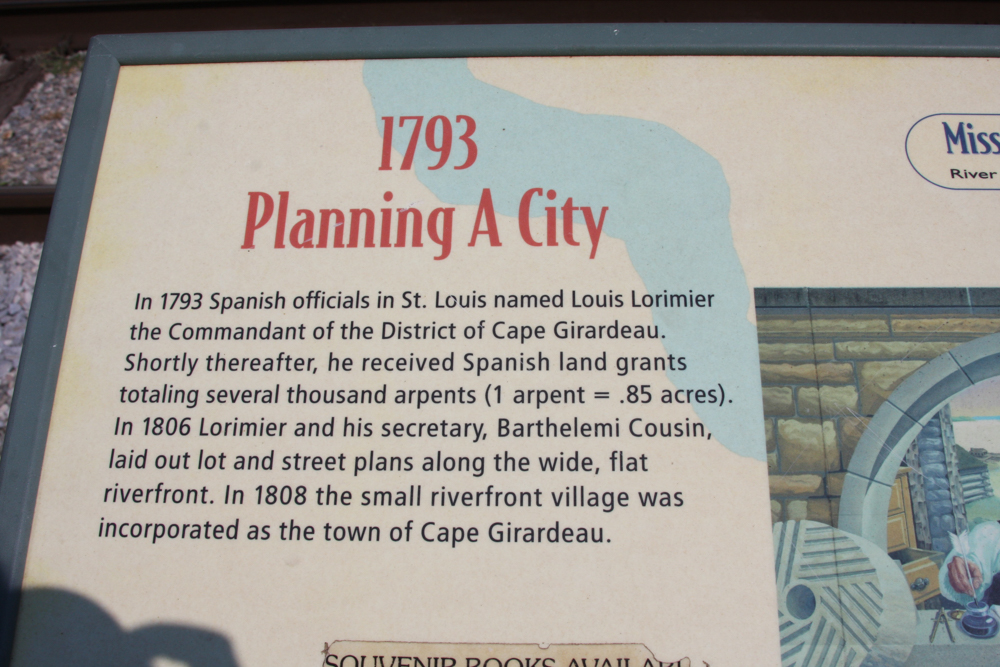 1793
Planning A City
In 1793 Spanish officials in St. Louis named Louis Lorimier
the Commandant of the District of Cape Girardeau.
Shortly thereafter, he received Spanish land grants
totaling several thousand arpents (1 arpent = .85 acres).
In 1806 Lorimier and his secretary, Barthelemi Cousin,
laid out lot and street plans along the wide, flat
riverfront. In 1808 the small riverfront village was
incorporated as the town of Cape Girardeau.
Miss
River
SOUVENIR BOOKS